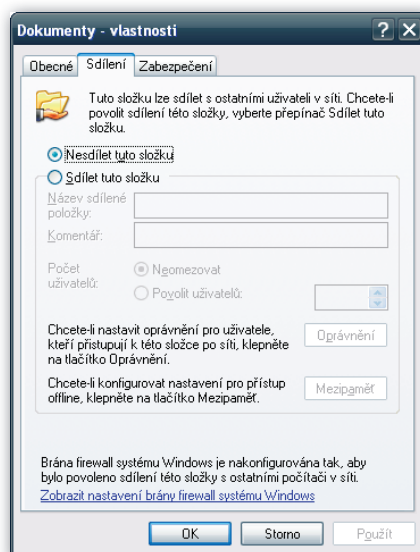 Dokumenty - vlastnosti
Obecné Sdílení Zabezpečení
Tuto složku lze sdílet s ostatními uživateli v síti. Chcete-li
povolit sdílení této složky, vyberte přepínač Sdílet tuto
složku.
Nesdílet tuto složku
Sdílet tuto složku
Název sdílené
položky:
Komentář:
Počet
uživatelů:
Neomezovat
Povolit uživatelů:
Chcete-li nastavit oprávnění pro uživatele,
kteří přistupují k této složce po síti, klepněte
na tlačítko Oprávnění.
Oprávnění
Chcete-li konfigurovat nastavení pro přístup
offline, klepněte na tlačítko Mezipaměť.
Mezipaměť
Brána firewall systému Windows je nakonfigurována tak, aby
bylo povoleno sdílení této složky s ostatními počítači v síti.
Zobrazit nastavení brány firewall systému Windows
OK Storno Použít